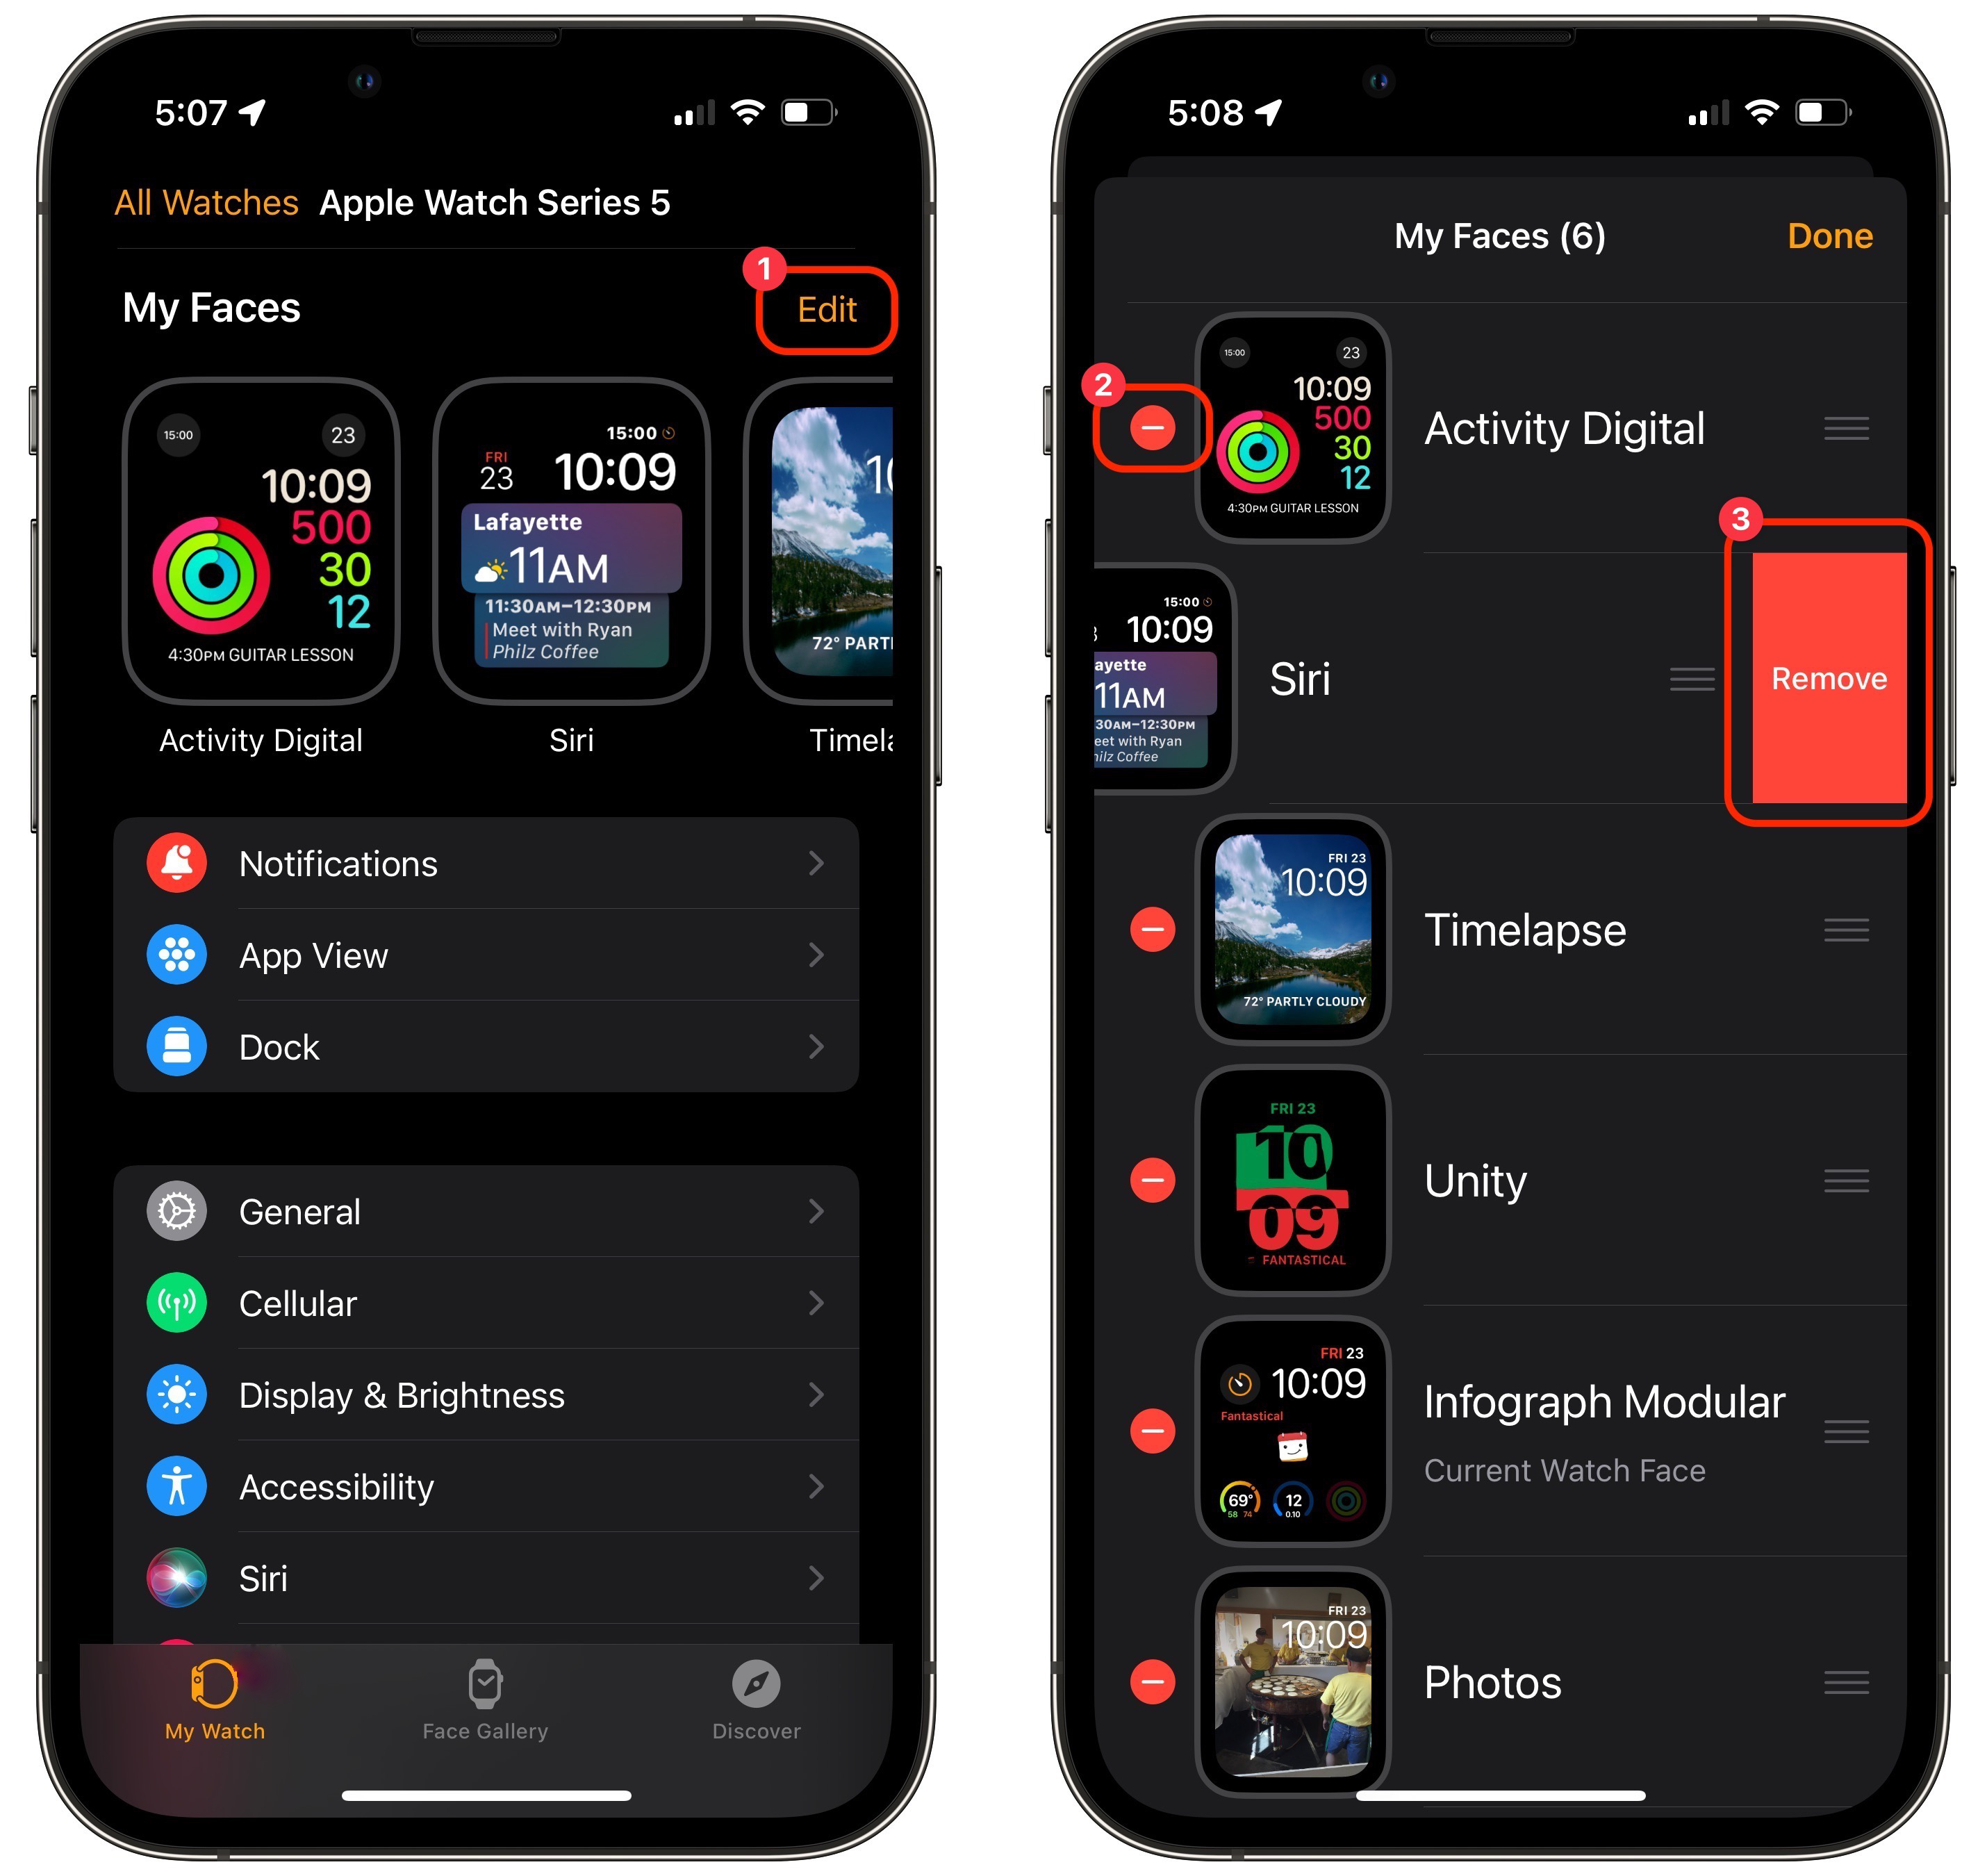 5:07
All Watches Apple Watch Series 5
1
My Faces Edit
15:00 23
10:09
500
30
12
4:30PM GUITAR LESSON
Activity Digital
15:00
FRI
23
10:09
Lafayette
11AM
11:30AM–12:30PM
Meet with Ryan
Philz Coffee
Siri
10
72° PARTL
Timela
Notifications
App View
Dock
General
Cellular
Display & Brightness
Accessibility
Siri
My Watch
Face Gallery
Discover
5:08
My Faces (6) Done
2
15:00 23
10:09
500
30
12
4:30PM GUITAR LESSON
Activity Digital
3
15:00
3 10:09
ayette
11AM
30AM–12:30PM
eet with Ryan
hilz Coffee
Siri
Remove
FRI 23
10:09
72° PARTLY CLOUDY
Timelapse
FRI 23
10
09
FANTASTICAL
Unity
FRI 23
10:09
Fantastical
69°
58 74
12
0.10
Infograph Modular
Current Watch Face
FRI 23
10:09
Photos